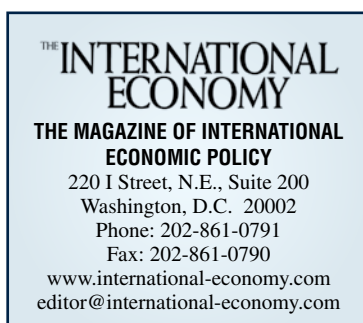 THE INTERNATIONAL
ECONOMY
THE MAGAZINE OF INTERNATIONAL
ECONOMIC POLICY
220 I Street, N.E., Suite 200
Washington, D.C. 20002
Phone: 202-861-0791
Fax: 202-861-0790
www.international-economy.com
editor@international-economy.com